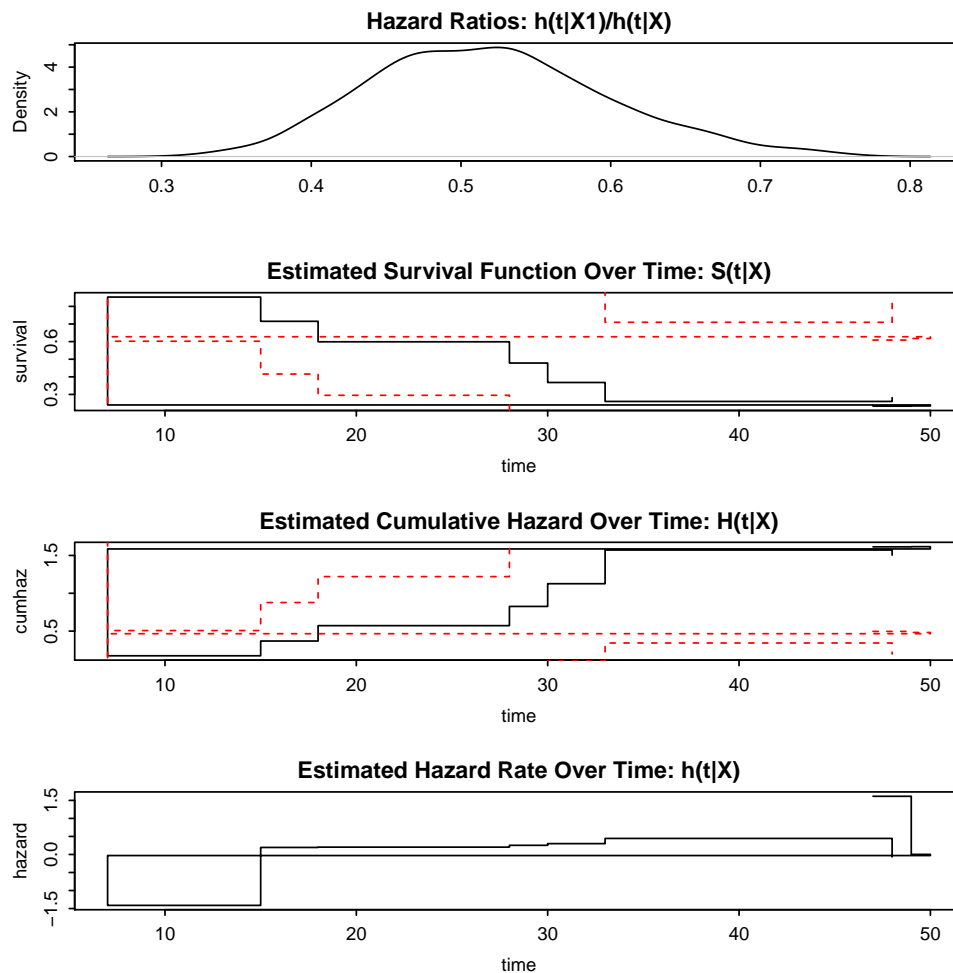 Hazard Ratios: h(t|X1)/h(t|X)
Density
4
2
0
0.3 0.4 0.5 0.6 0.7 0.8
Estimated Survival Function Over Time: S(t|X)
survival
0.6
0.3
10 20 30 40 50
time
Estimated Cumulative Hazard Over Time: H(t|X)
cumhaz
1.5
0.5
10 20 30 40 50
time
Estimated Hazard Rate Over Time: h(t|X)
hazard
1.5
0.0
−1.5
10 20 30 40 50
time